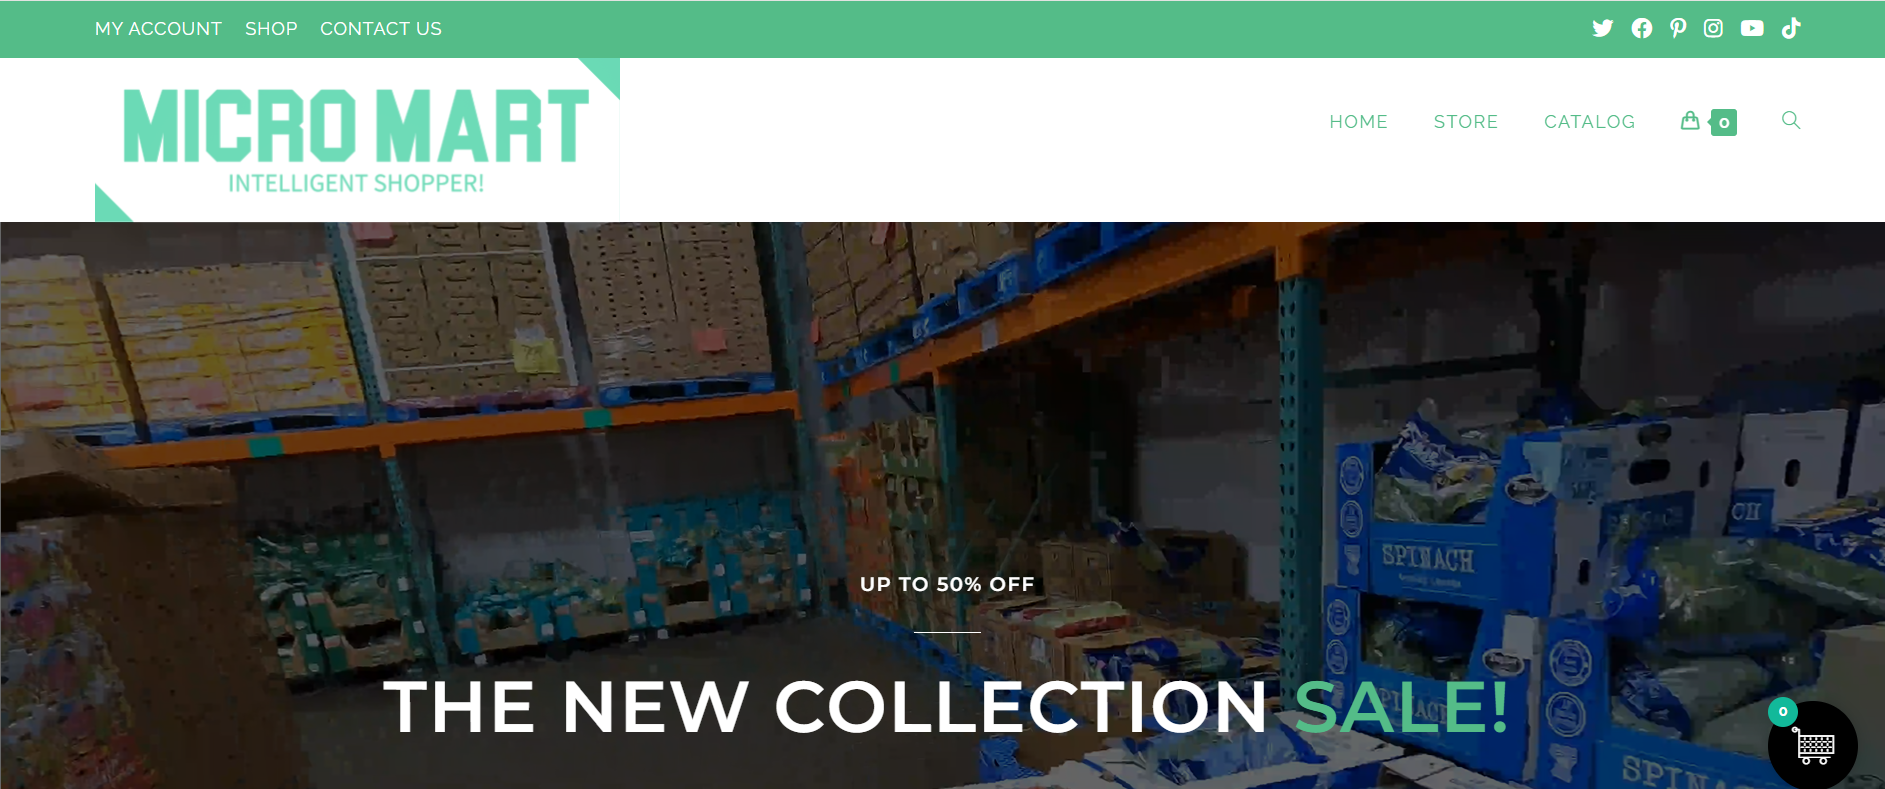 MY ACCOUNT SHOP CONTACT US
MICRO MART
INTELLIGENT SHOPPER!
HOME STORE CATALOG 0
UP TO 50% OFF
THE NEW COLLECTION SALE!
SPINACH
0